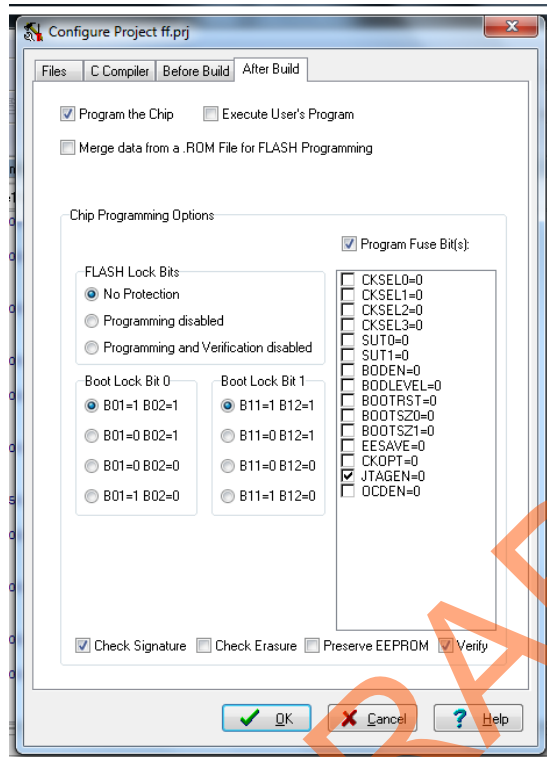 Configure Project ff.prj
Files C Compiler Before Build After Build
Program the Chip Execute User's Program
Merge data from a .ROM File for FLASH Programming
Chip Programming Options
Program Fuse Bit(s):
FLASH Lock Bits
No Protection
Programming disabled
Programming and Verification disabled
Boot Lock Bit 0
B01=1 B02=1
B01=0 B02=1
B01=0 B02=0
B01=1 B02=0
Boot Lock Bit 1
B11=1 B12=1
B11=0 B12=1
B11=0 B12=0
B11=1 B12=0
CKSEL0=0
CKSEL1=0
CKSEL2=0
CKSEL3=0
SUT0=0
SUT1=0
BODEN=0
BODLEVEL=0
BOOTRST=0
BOOTSZ0=0
BOOTSZ1=0
EESAVE=0
CKOPT=0
JTAGEN=0
OCDEN=0
Check Signature Check Erasure Preserve EEPROM Verify
OK Cancel ? Help